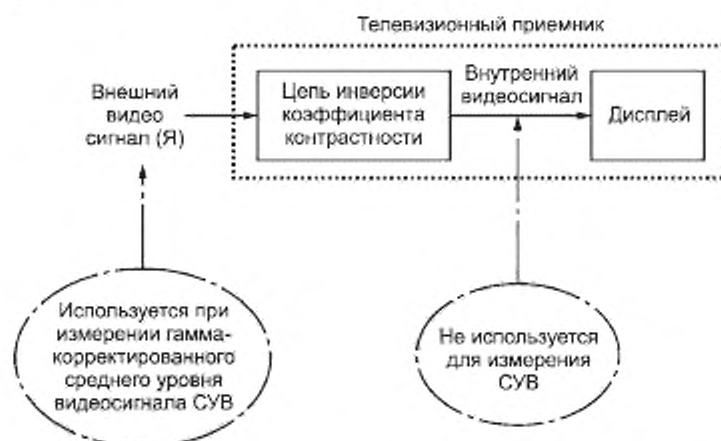 Телевизионный приемник
Внешний
видео
сигнал (Я)
Цепь инверсии
коэффициента
контрастности
Внутренний
видеосигнал
Дисплей
Используется при
измерении гамма-
корректированного
среднего уровня
видеосигнала СУВ
Не используется
для измерения
СУВ